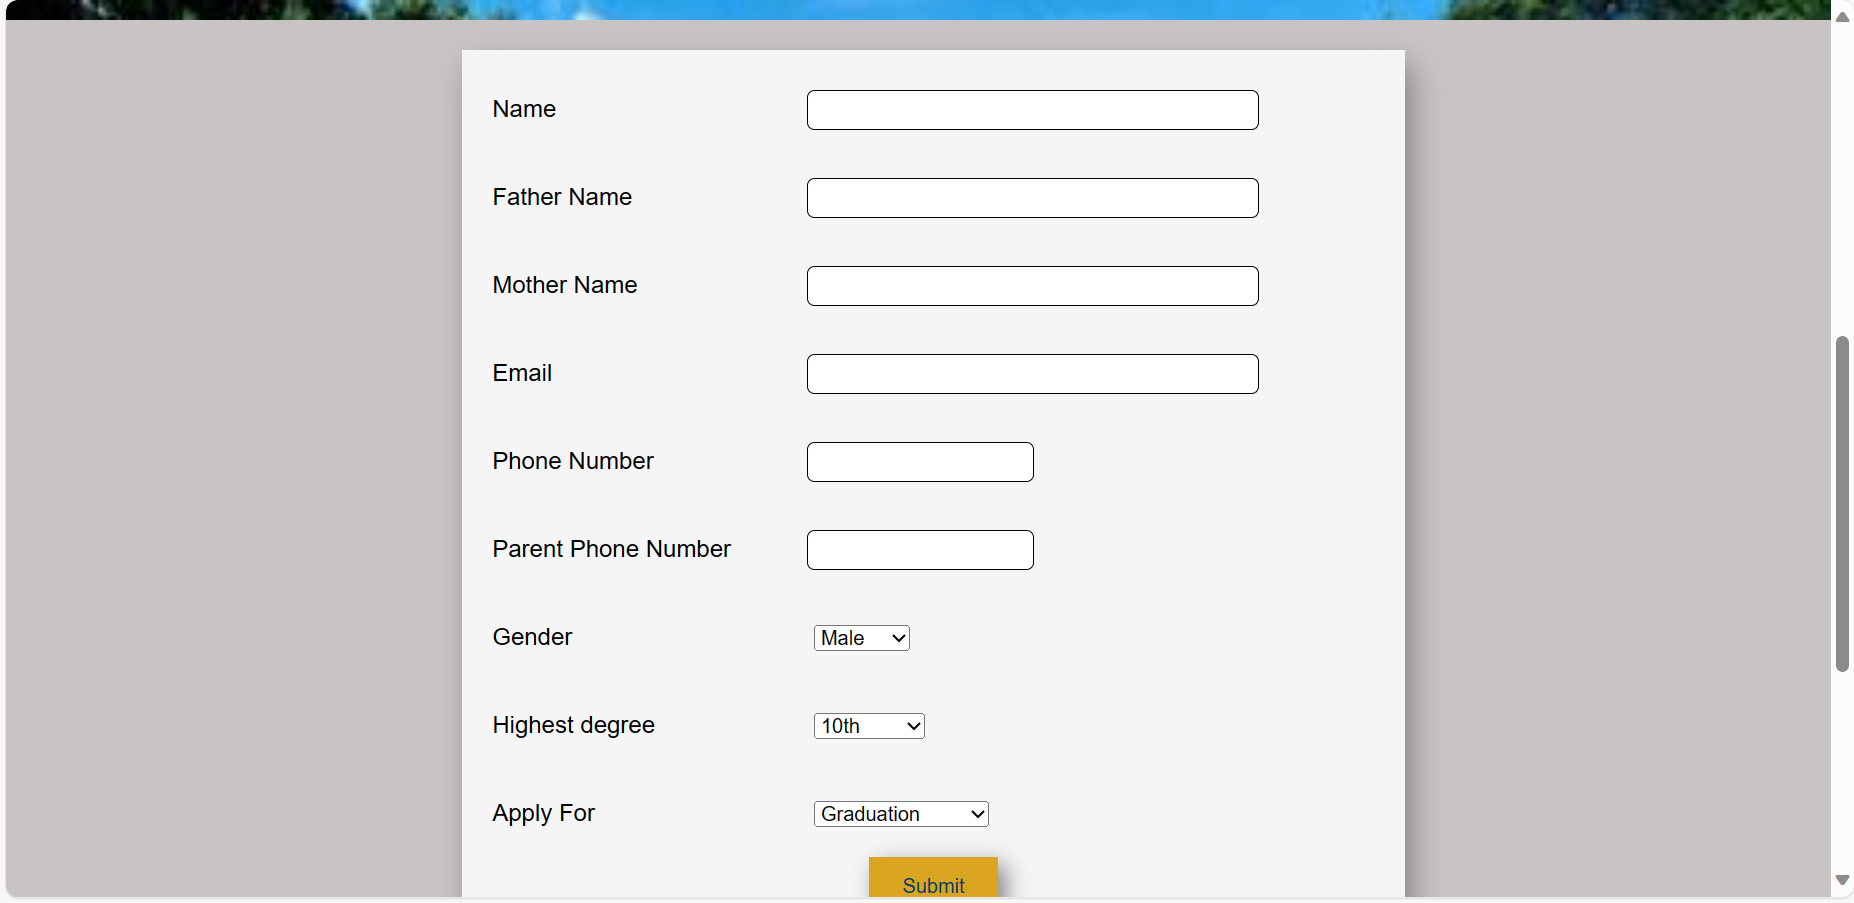 Name
Father Name
Mother Name
Email
Phone Number
Parent Phone Number
Gender Male
Highest degree 10th
Apply For Graduation
Submit